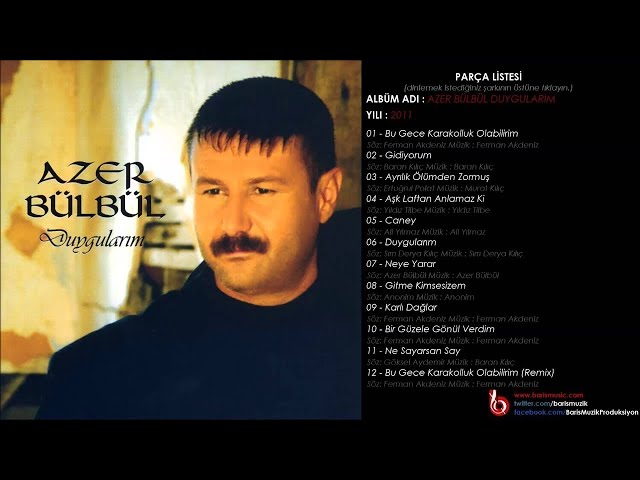 AZER
BÜLBÜL
Duygularım
PARÇA LİSTESİ
(dinlemek istediğiniz şarkının üstüne tıklayın.)
ALBÜM ADI : AZER BÜLBÜL DUYGULARIM
YILI : 2011
01 - Bu Gece Karakolluk Olabilirim
Söz: Ferman Akdeniz Müzik : Ferman Akdeniz
02 - Gidiyorum
Söz: Baran Kılıç Müzik : Baran Kılıç
03 - Ayrılık Ölümden Zormuş
Söz: Ertuğrul Polat Müzik : Murat Kılıç
04 - Aşk Laftan Anlamaz Ki
Söz: Yıldız Tilbe Müzik : Yıldız Tilbe
05 - Caney
Söz: Ali Yılmaz Müzik : Ali Yılmaz
06 - Duygularım
Söz: Sırrı Derya Kılıç Müzik : Sırrı Derya Kılıç
07 - Neye Yarar
Söz: Azer Bülbül Müzik : Azer Bülbül
08 - Gitme Kimsesizem
Söz: Anonim Müzik : Anonim
09 - Karlı Dağlar
Söz: Ferman Akdeniz Müzik : Ferman Akdeniz
10 - Bir Güzele Gönül Verdim
Söz: Ferman Akdeniz Müzik : Ferman Akdeniz
11 - Ne Sayarsan Say
Söz: Göksel Aydemir Müzik : Baran Kılıç
12 - Bu Gece Karakolluk Olabilirim (Remix)
Söz: Ferman Akdeniz Müzik : Ferman Akdeniz
www.barismusic.com
twitter.com/barismuzik
facebook.com/BarisMuzikProduksiyon